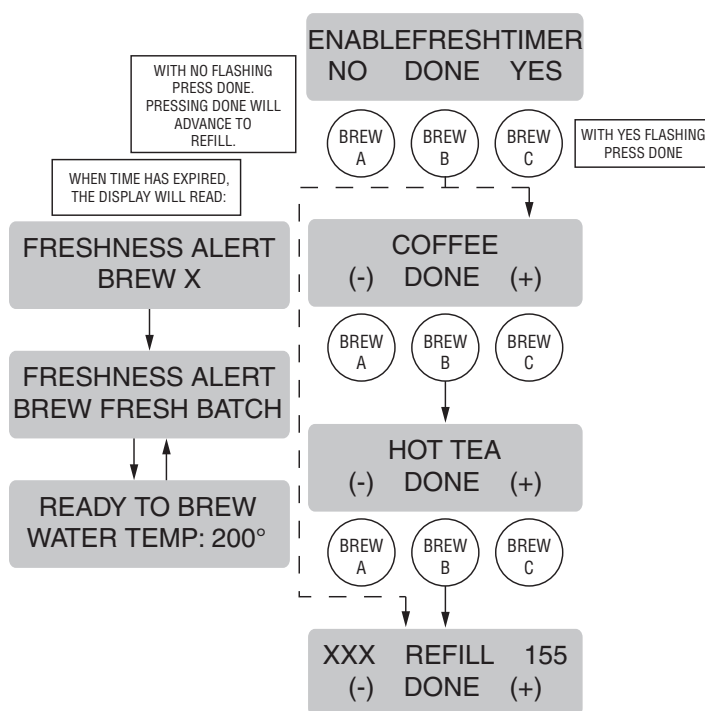 ENABLEFRESHTIMER
NO DONE YES
WITH NO FLASHING
PRESS DONE.
PRESSING DONE WILL
ADVANCE TO
REFILL.
BREW
A
BREW
B
BREW
C
WITH YES FLASHING
PRESS DONE
WHEN TIME HAS EXPIRED,
THE DISPLAY WILL READ:
FRESHNESS ALERT
BREW X
FRESHNESS ALERT
BREW FRESH BATCH
READY TO BREW
WATER TEMP: 200°
COFFEE
(-) DONE (+)
BREW
A
BREW
B
BREW
C
HOT TEA
(-) DONE (+)
BREW
A
BREW
B
BREW
C
XXX REFILL 155
(-) DONE (+)